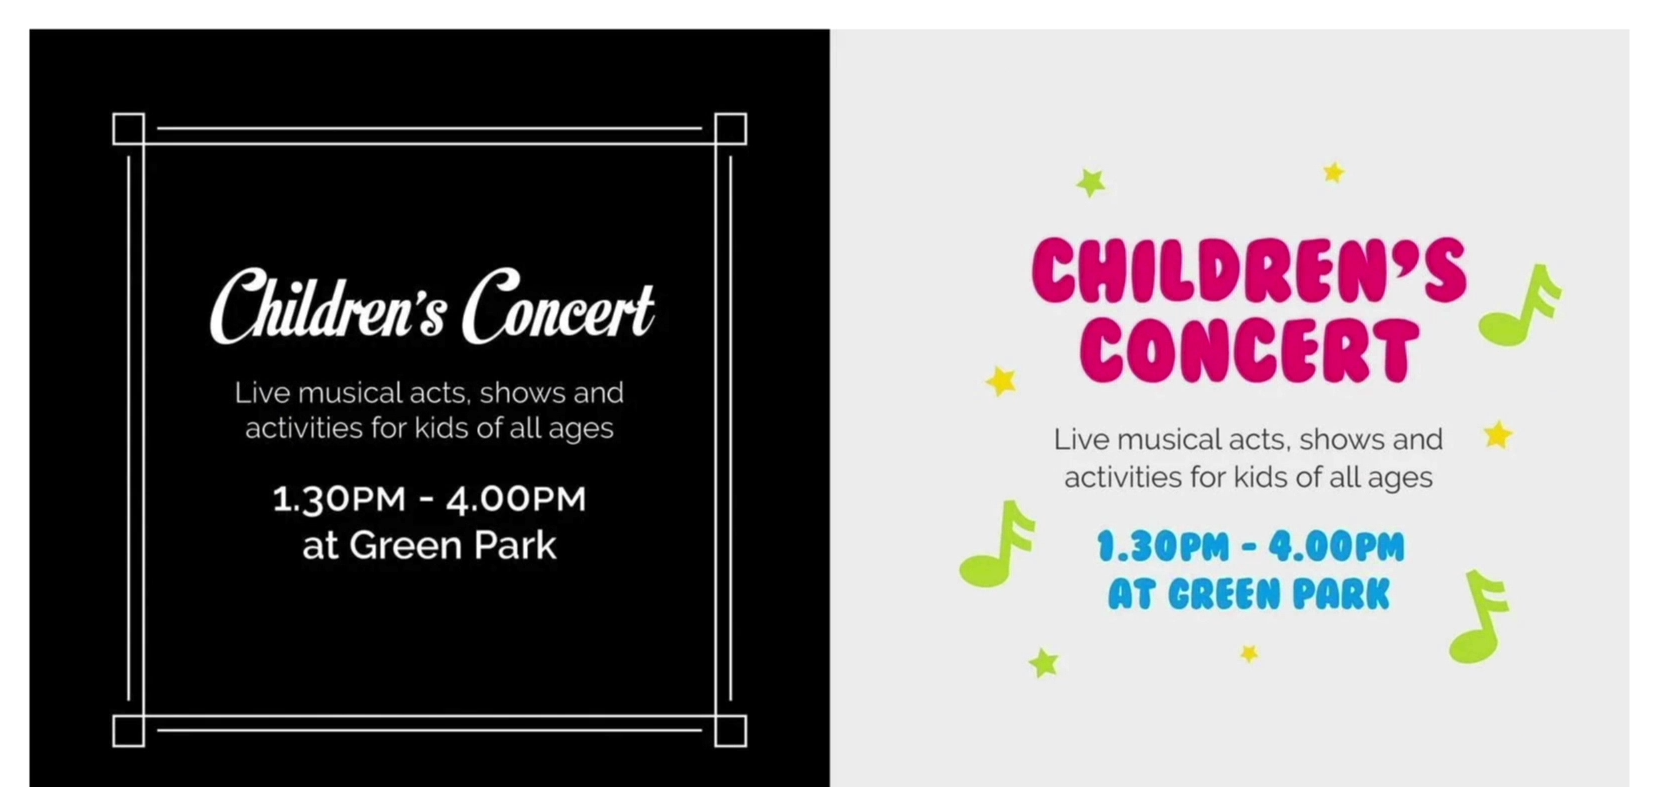 Children's Concert
Live musical acts, shows and
activities for kids of all ages
1.30PM - 4.00PM
at Green Park
CHILDREN'S
CONCERT
Live musical acts, shows and
activities for kids of all ages
1.30PM - 4.00PM
AT GREEN PARK